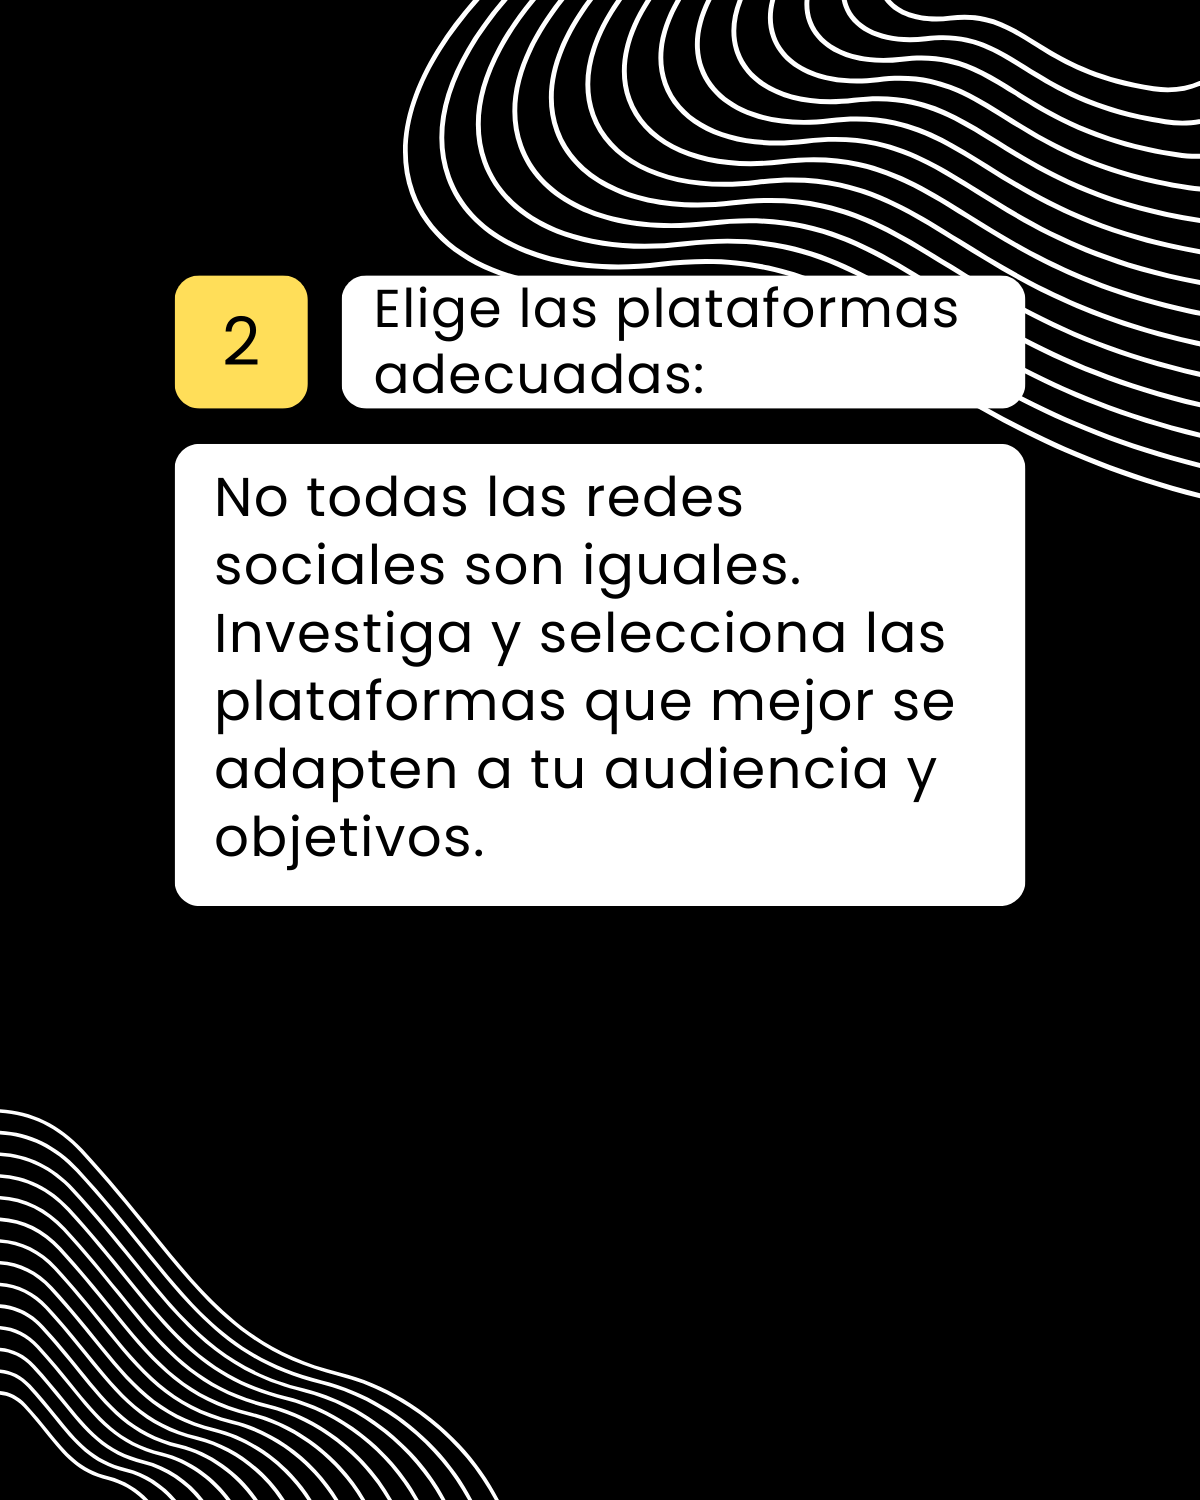 2
Elige las plataformas
adecuadas:
No todas las redes
sociales son iguales.
Investiga y selecciona las
plataformas que mejor se
adapten a tu audiencia y
objetivos.